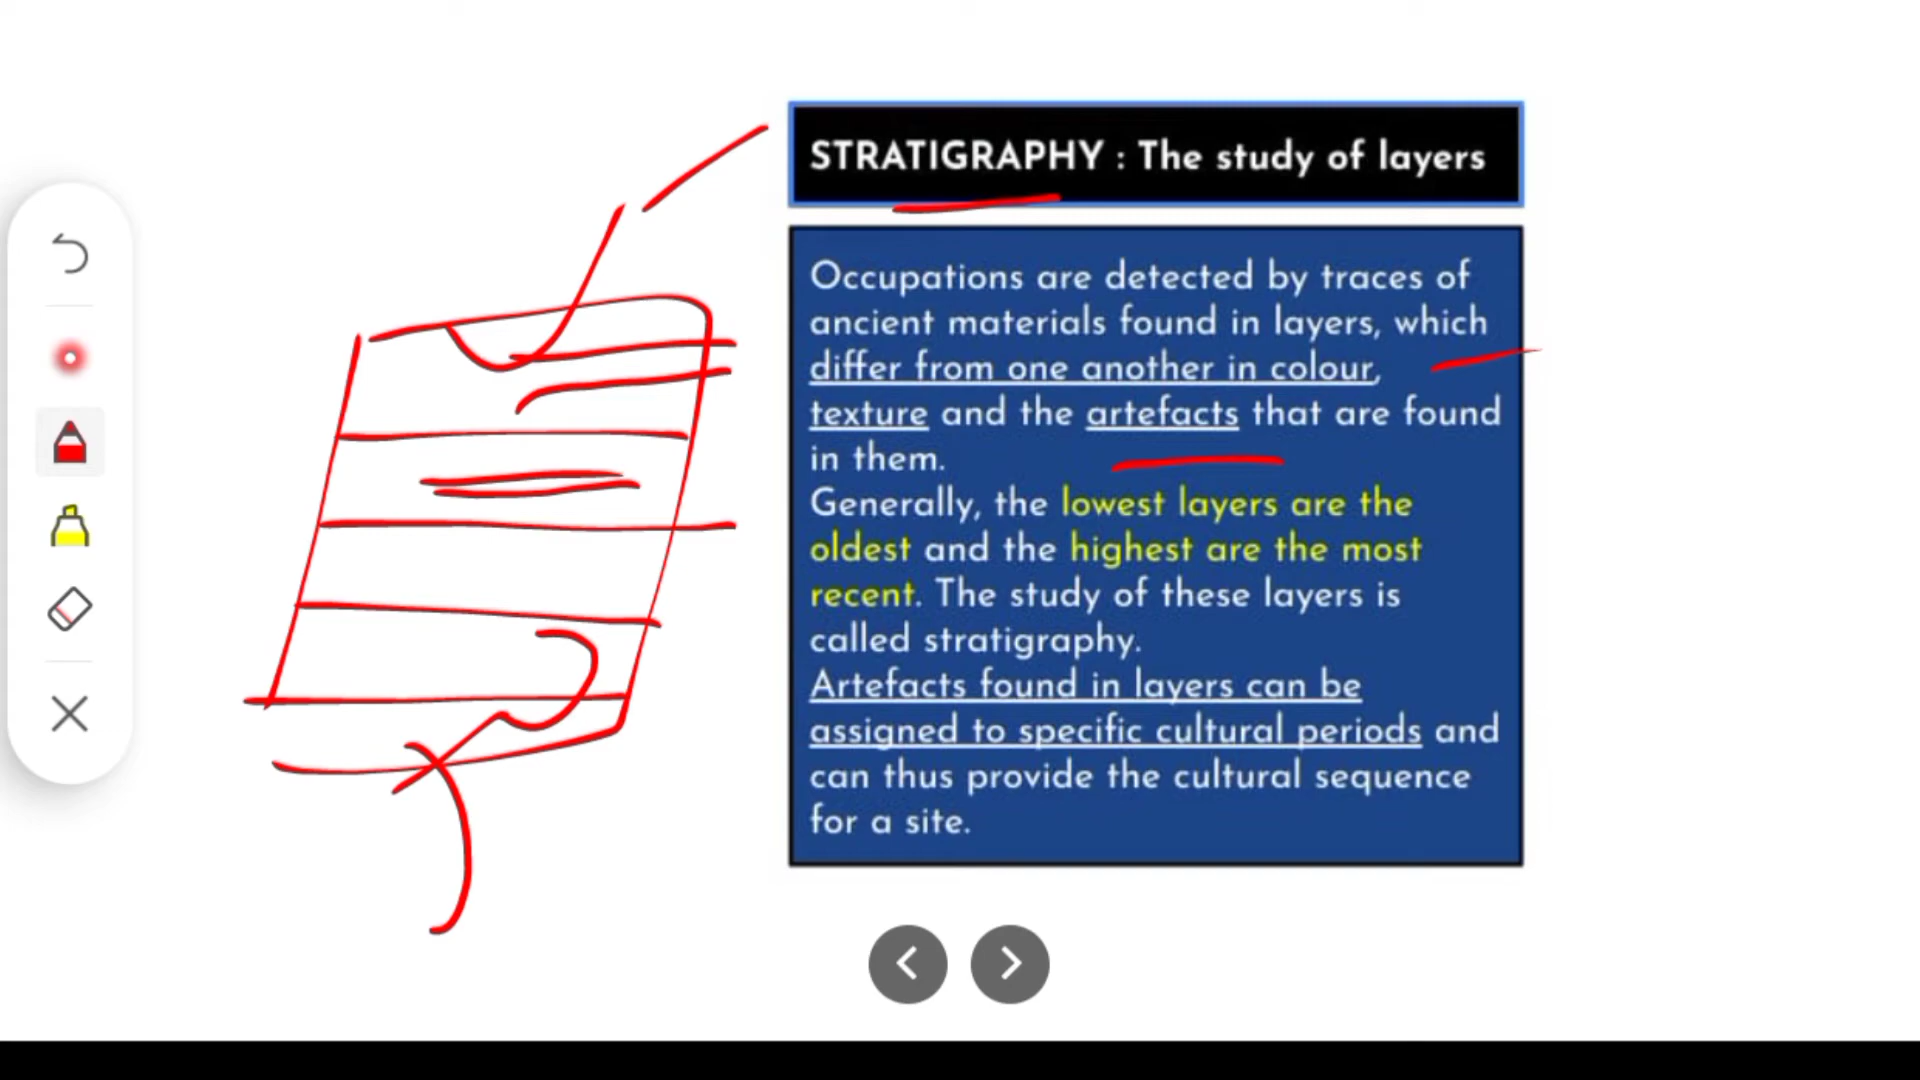 STRATIGRAPHY : The study of layers
Occupations are detected by traces of
ancient materials found in layers, which
differ from one another in colour,
texture and the artefacts that are found
in them.
Generally, the lowest layers are the
oldest and the highest are the most
recent. The study of these layers is
called stratigraphy.
Artefacts found in layers can be
assigned to specific cultural periods and
can thus provide the cultural sequence
for a site.